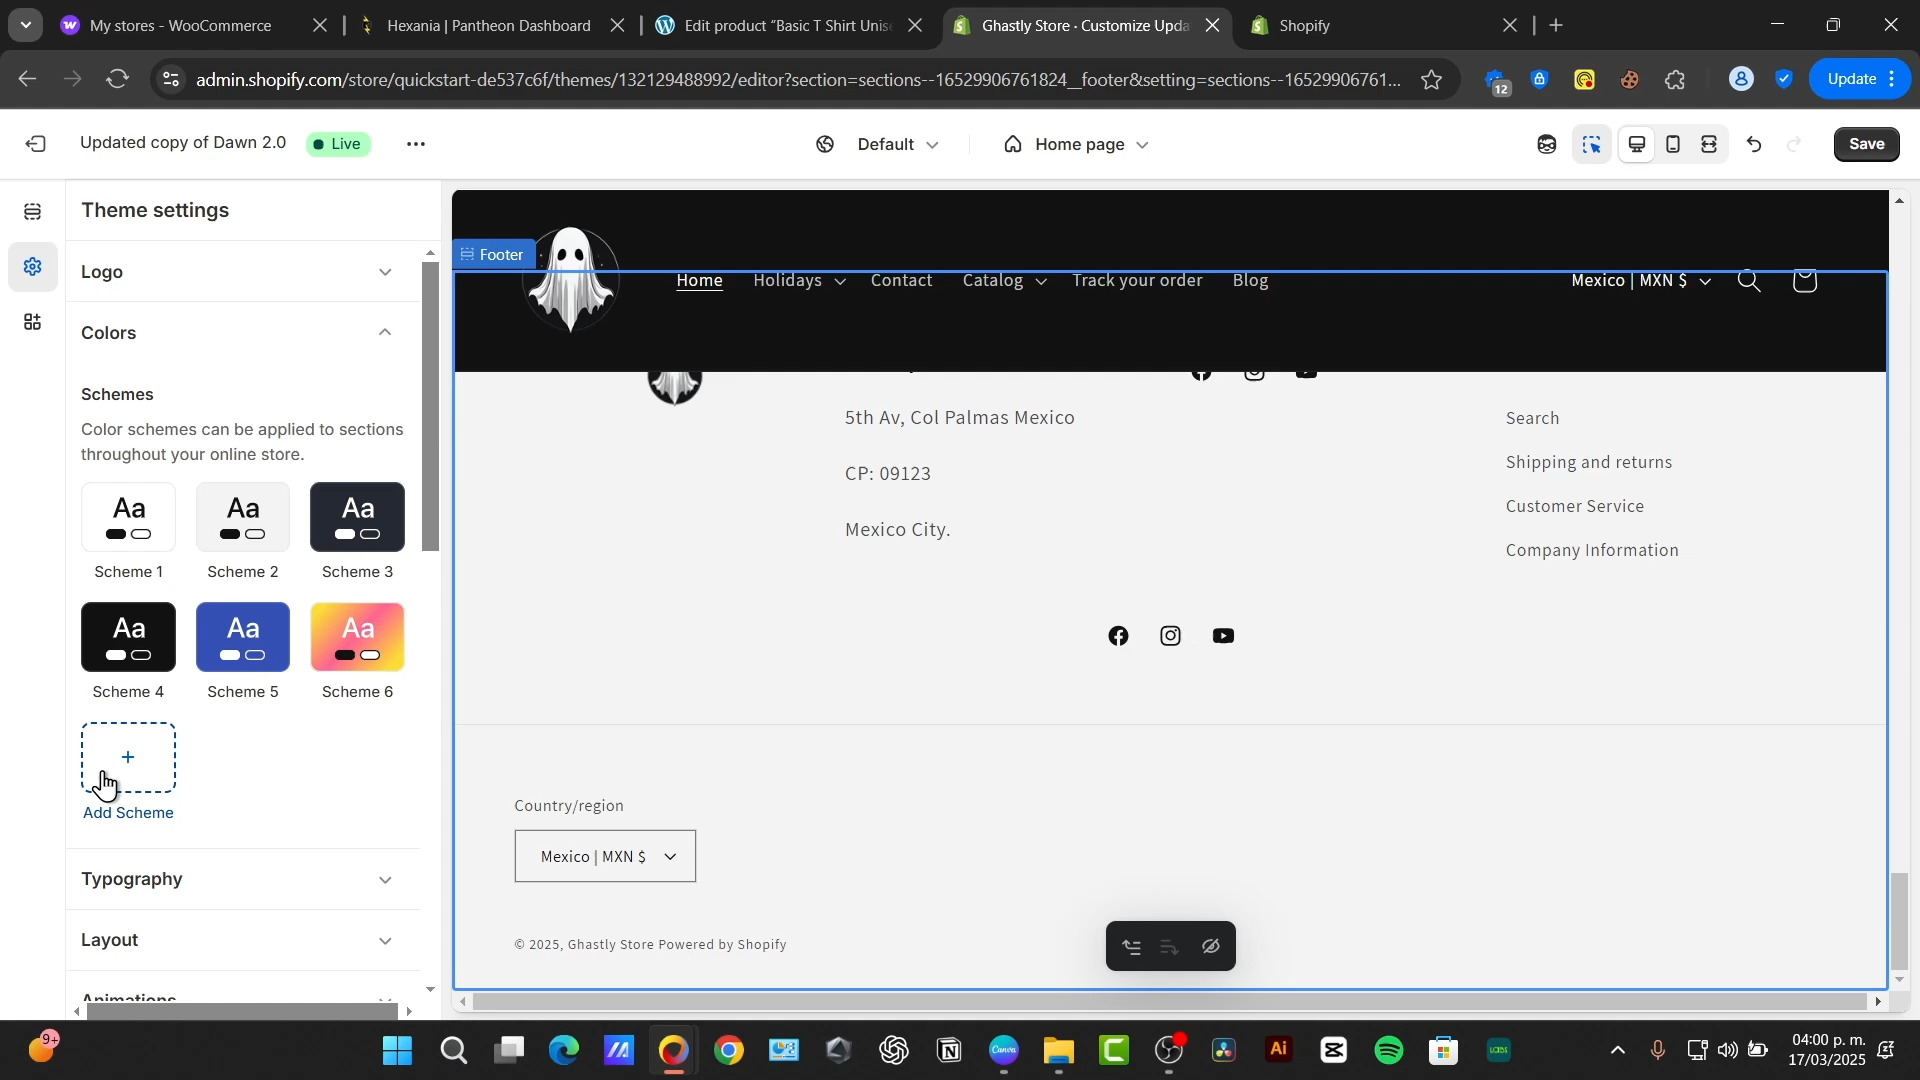 My stores - WooCommerce
Hexania | Pantheon Dashboard
Edit product “Basic T Shirt Unis
Ghastly Store · Customize Upda
Shopify
admin.shopify.com/store/quickstart-de537c6f/themes/132129488992/editor?section=sections--16529906761824__footer&setting=sections--16529906761...
12
Update
Updated copy of Dawn 2.0
Live
Default
Home page
Save
Theme settings
Logo
Colors
Schemes
Color schemes can be applied to sections
throughout your online store.
Aa Aa Aa
Scheme 1 Scheme 2 Scheme 3
Aa Aa Aa
Scheme 4 Scheme 5 Scheme 6
Add Scheme
Typography
Layout
Animations
Footer
Home Holidays Contact Catalog Track your order Blog
Mexico | MXN $
5th Av, Col Palmas Mexico
CP: 09123
Mexico City.
Search
Shipping and returns
Customer Service
Company Information
Country/region
Mexico | MXN $
© 2025, Ghastly Store Powered by Shopify
9+
Canva
Ai
LABS
04:00 p. m.
17/03/2025